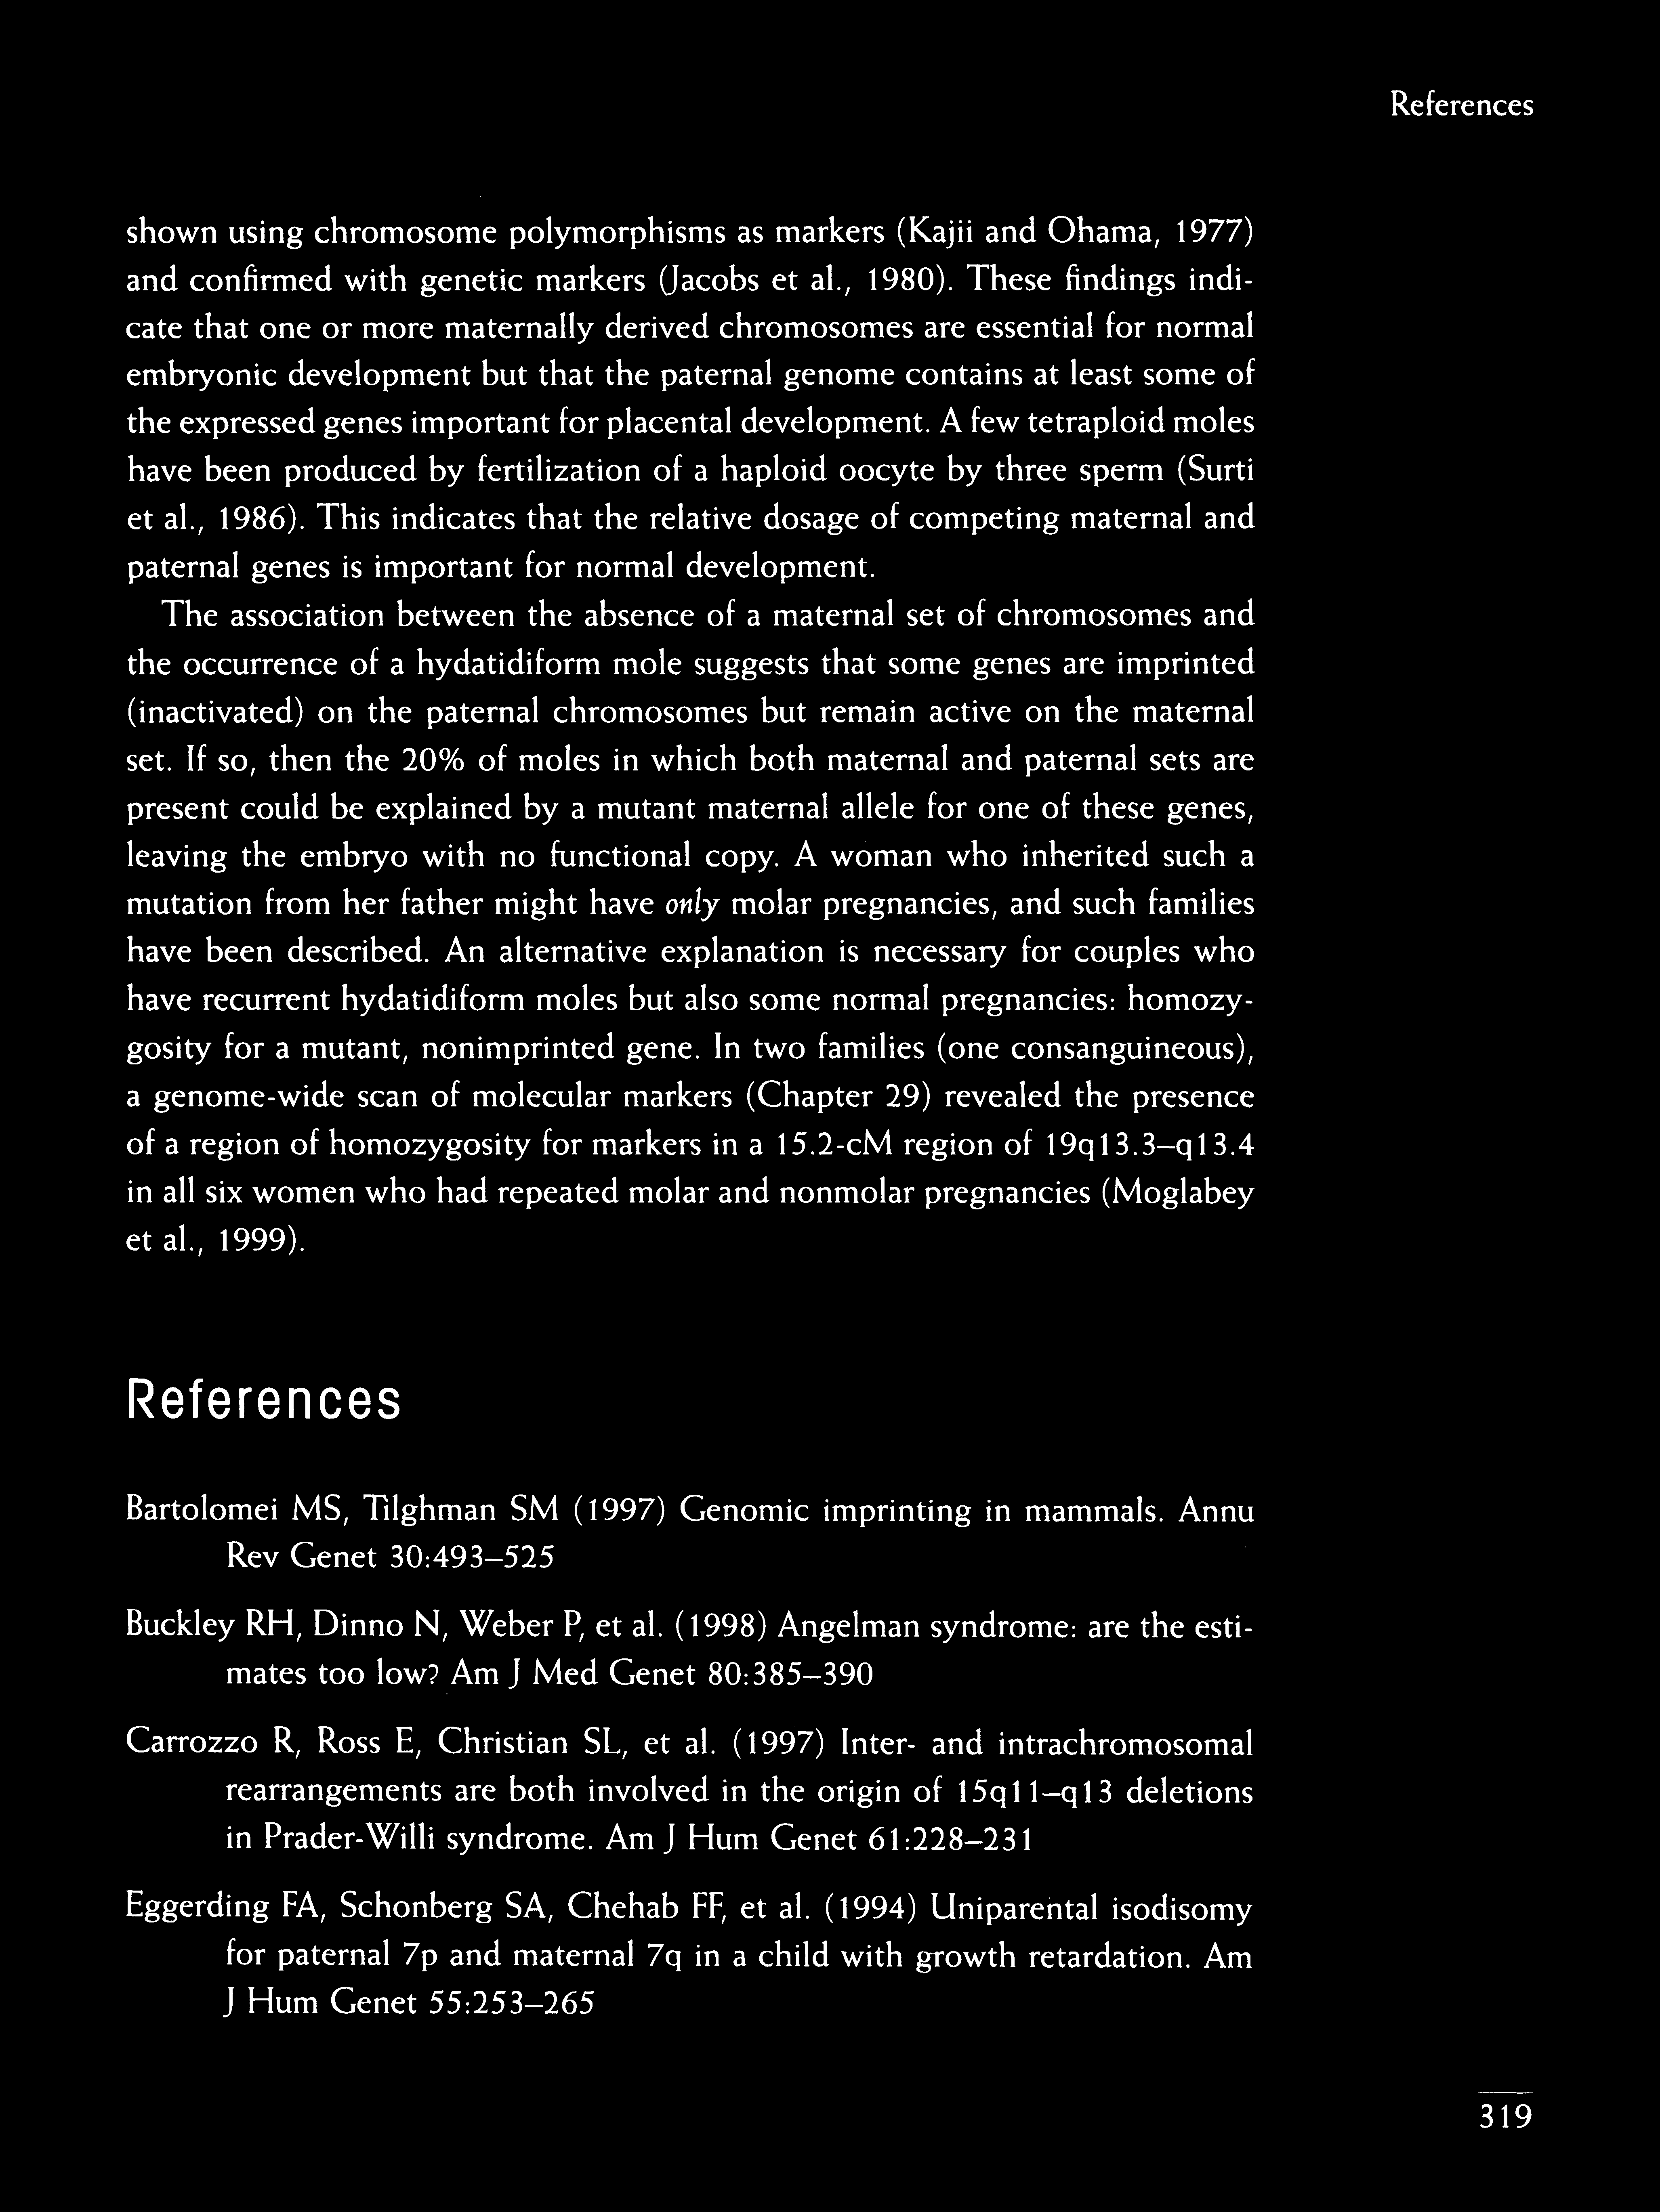 References
shown using chromosome polymorphisms as markers (Kajii and Ohama, 1977)
and confirmed with genetic markers (Jacobs et al., 1980). These findings indi-
cate that one or more maternally derived chromosomes are essential for normal
embryonic development but that the paternal genome contains at least some of
the expressed genes important for placental development. A few tetraploid moles
have been produced by fertilization of a haploid oocyte by three sperm (Surti
et al., 1986). This indicates that the relative dosage of competing maternal and
paternal genes is important for normal development.
The association between the absence of a maternal set of chromosomes and
the occurrence of a hydatidiform mole suggests that some genes are imprinted
(inactivated) on the paternal chromosomes but remain active on the maternal
set. If so, then the 20% of moles in which both maternal and paternal sets are
present could be explained by a mutant maternal allele for one of these genes,
leaving the embryo with no functional copy. A woman who inherited such a
mutation from her father might have only molar pregnancies, and such families
have been described. An alternative explanation is necessary for couples who
have recurrent hydatidiform moles but also some normal pregnancies: homozy-
gosity for a mutant, nonimprinted gene. In two families (one consanguineous),
a genome-wide scan of molecular markers (Chapter 29) revealed the presence
of a region of homozygosity for markers in a 15.2-cM region of 19q13.3–q13.4
in all six women who had repeated molar and nonmolar pregnancies (Moglabey
et al., 1999).
References
Bartolomei MS, Tilghman SM (1997) Genomic imprinting in mammals. Annu
Rev Genet 30:493–525
Buckley RH, Dinno N, Weber P, et al. (1998) Angelman syndrome: are the esti-
mates too low? Am J Med Genet 80:385–390
Carrozzo R, Ross E, Christian SL, et al. (1997) Inter- and intrachromosomal
rearrangements are both involved in the origin of 15q11–q13 deletions
in Prader-Willi syndrome. Am J Hum Genet 61:228–231
Eggerding FA, Schonberg SA, Chehab FF, et al. (1994) Uniparental isodisomy
for paternal 7p and maternal 7q in a child with growth retardation. Am
J Hum Genet 55:253–265
319